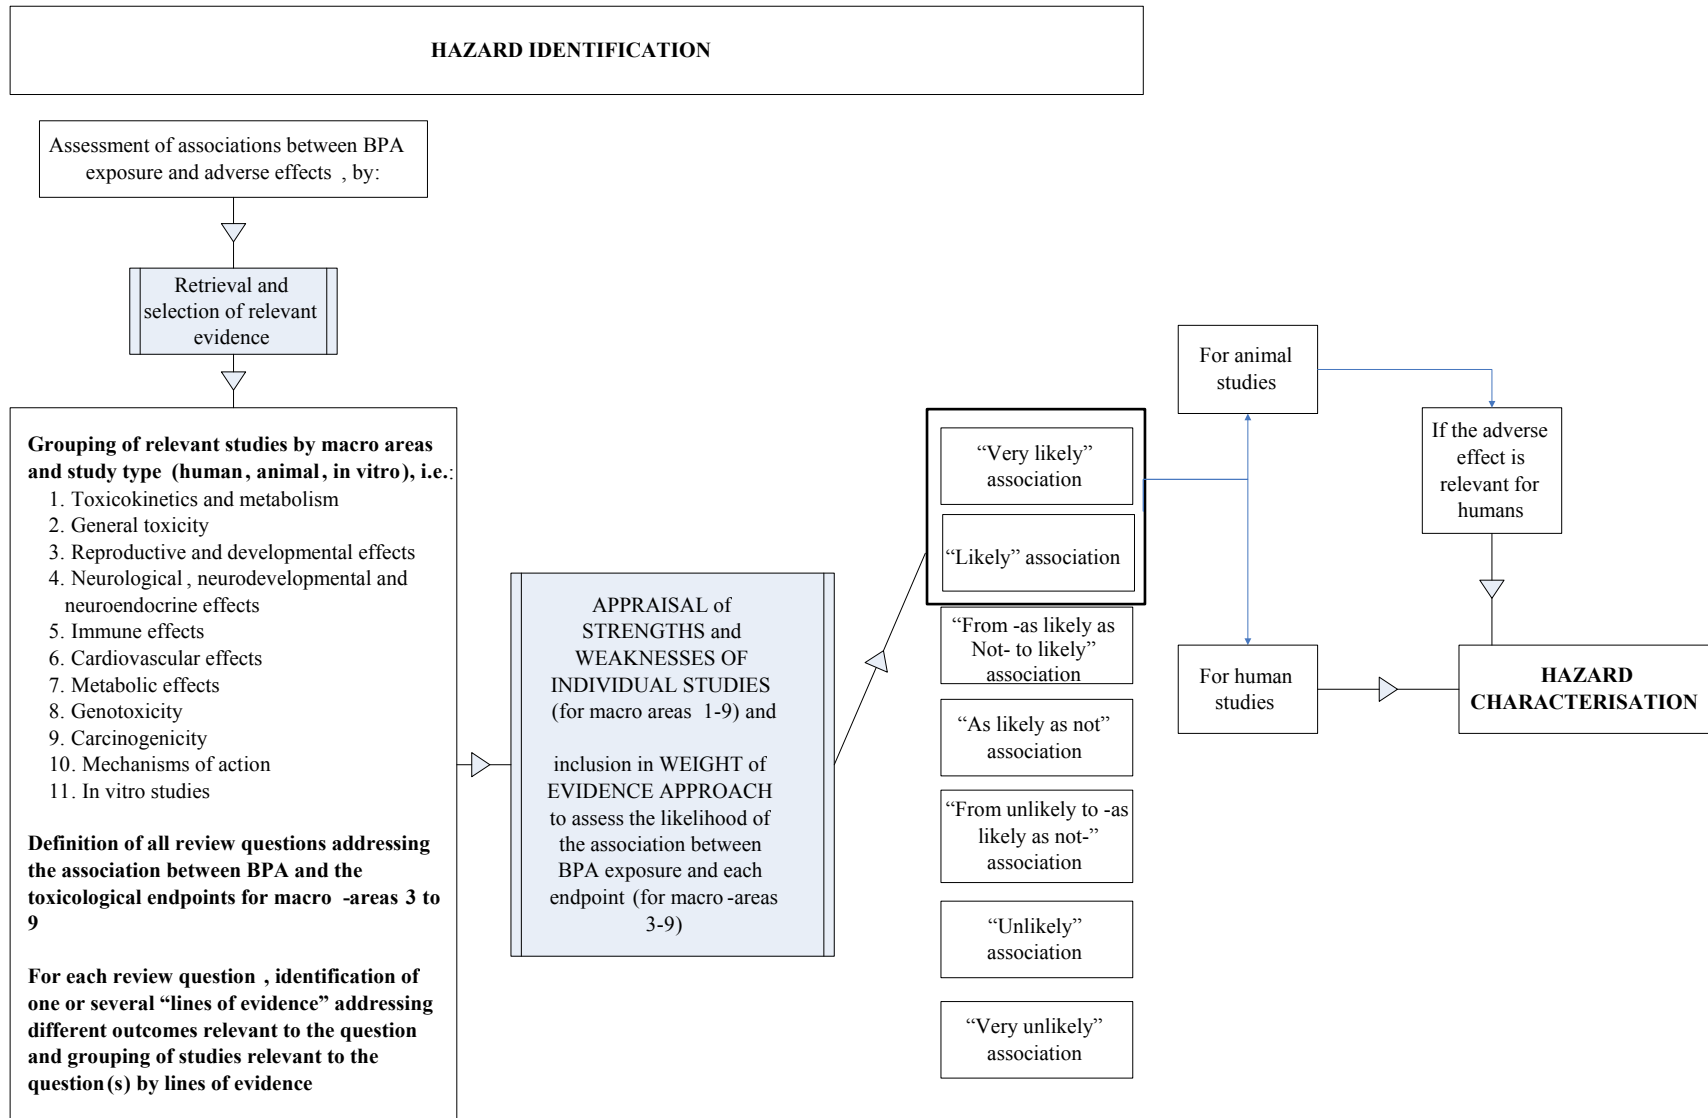 HAZARD IDENTIFICATION
Assessment of associations between BPA
exposure and adverse effects , by:
Retrieval and
selection of relevant
evidence
Grouping of relevant studies by macro areas
and study type (human, animal, in vitro), i.e.:
1. Toxicokinetics and metabolism
2. General toxicity
3. Reproductive and developmental effects
4. Neurological , neurodevelopmental and
neuroendocrine effects
5. Immune effects
6. Cardiovascular effects
7. Metabolic effects
8. Genotoxicity
9. Carcinogenicity
10. Mechanisms of action
11. In vitro studies
Definition of all review questions addressing
the association between BPA and the
toxicological endpoints for macro -areas 3 to
9
For each review question , identification of
one or several “lines of evidence” addressing
different outcomes relevant to the question
and grouping of studies relevant to the
question(s) by lines of evidence
APPRAISAL of
STRENGTHS and
WEAKNESSES OF
INDIVIDUAL STUDIES
(for macro areas 1-9) and
inclusion in WEIGHT of
EVIDENCE APPROACH
to assess the likelihood of
the association between
BPA exposure and each
endpoint (for macro-areas
3-9)
“Very likely”
association
“Likely” association
“From -as likely as
Not- to likely”
association
“As likely as not”
association
“From unlikely to -as
likely as not-”
association
“Unlikely”
association
“Very unlikely”
association
For animal
studies
For human
studies
If the adverse
effect is
relevant for
humans
HAZARD
CHARACTERISATION